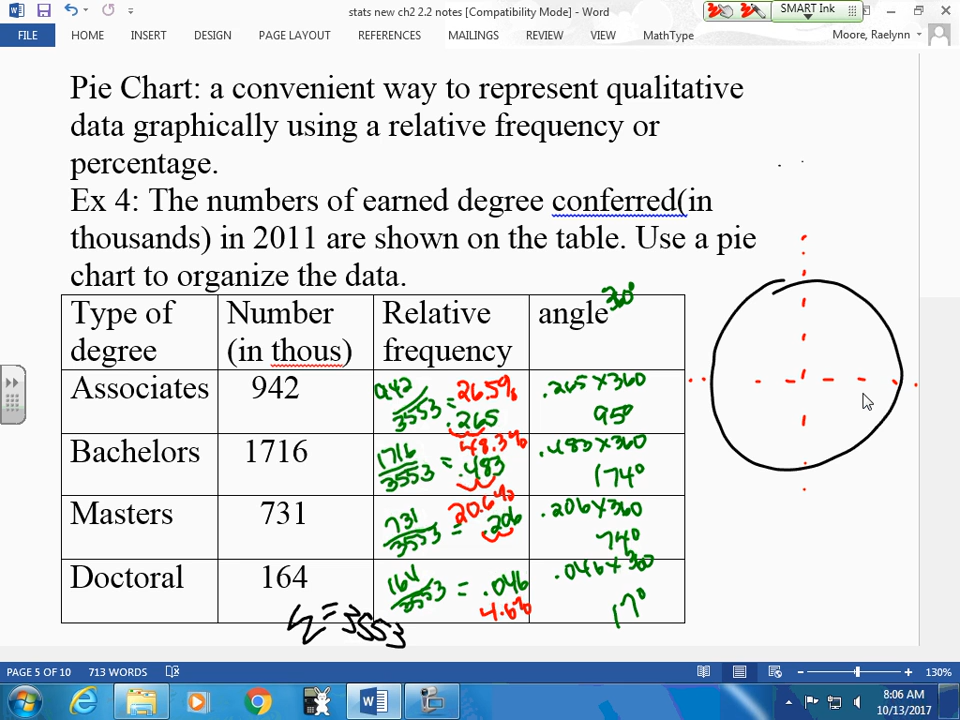 stats new ch2 2.2 notes [Compatibility Mode] - Word
SMART Ink
FILE HOME INSERT DESIGN PAGE LAYOUT REFERENCES MAILINGS REVIEW VIEW MathType Moore, Raelynn
Pie Chart: a convenient way to represent qualitative
data graphically using a relative frequency or
percentage.
Ex 4: The numbers of earned degree conferred(in
thousands) in 2011 are shown on the table. Use a pie
chart to organize the data.
Type of degree Number (in thous) Relative frequency angle 360°
Associates 942 942/3553 = .265 26.5% .265 x 360 95°
Bachelors 1716 1716/3553 = .483 48.3% .483 x 360 174°
Masters 731 731/3553 = .206 20.6% .206 x 360 74°
Doctoral 164 164/3553 = .046 4.6% .046 x 360 17°
Σ = 3553
PAGE 5 OF 10 713 WORDS 130%
8:06 AM
10/13/2017